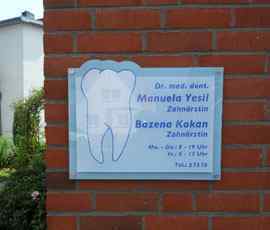 Dr. med. dent.
Manuela Yesil
Zahnärztin
Bozena Kokan
Zahnärztin
Mo. - Do.: 8 - 19 Uhr
Fr.: 8 - 13 Uhr
Tel.: